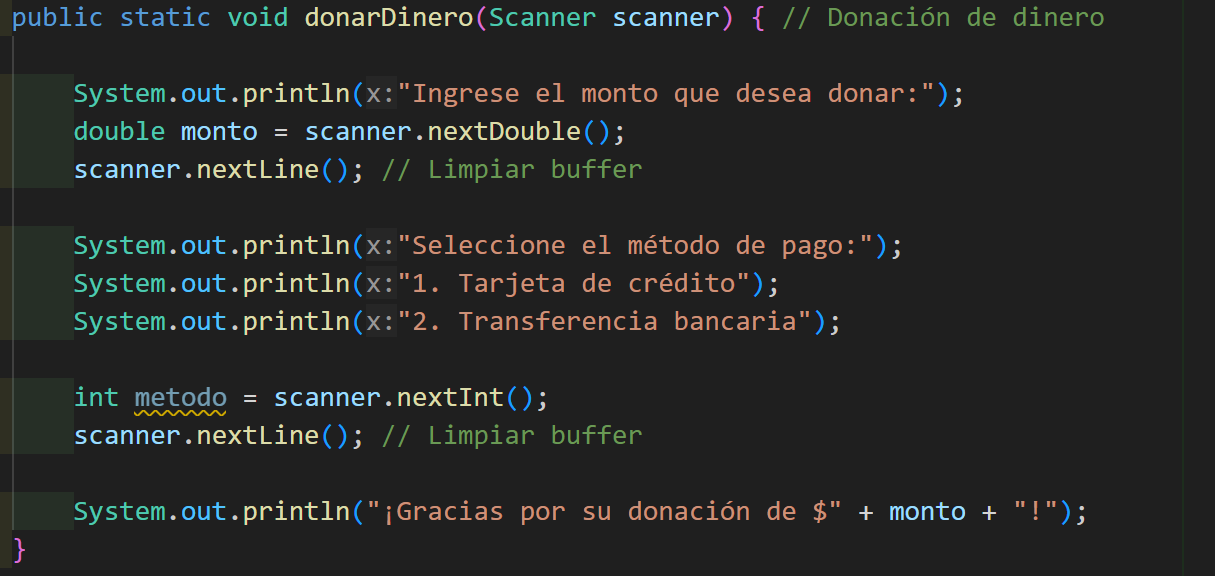 public static void donarDinero(Scanner scanner) { // Donación de dinero
System.out.println(x:"Ingrese el monto que desea donar:");
double monto = scanner.nextDouble();
scanner.nextLine(); // Limpiar buffer
System.out.println(x:"Seleccione el método de pago:");
System.out.println(x:"1. Tarjeta de crédito");
System.out.println(x:"2. Transferencia bancaria");
int metodo = scanner.nextInt();
scanner.nextLine(); // Limpiar buffer
System.out.println("¡Gracias por su donación de $" + monto + "!");
}